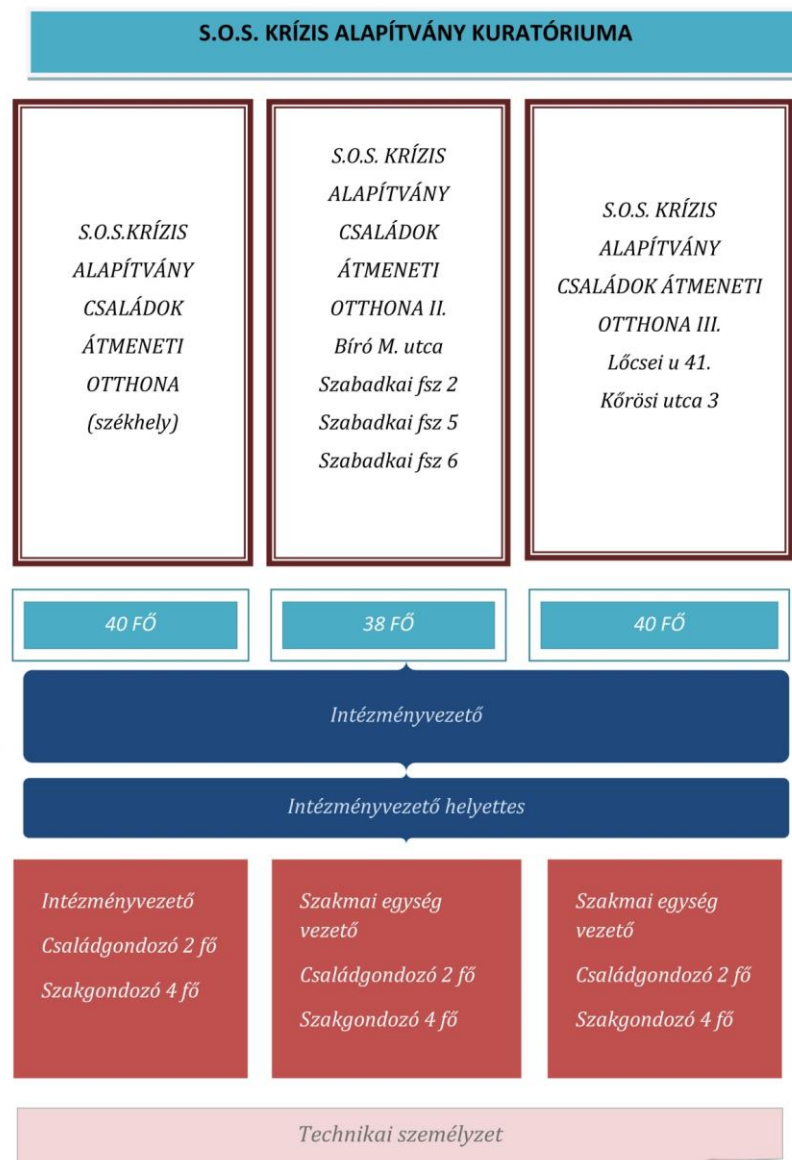 S.O.S. KRÍZIS ALAPÍTVÁNY KURATÓRIUMA
S.O.S.KRÍZIS
ALAPÍTVÁNY
CSALÁDOK
ÁTMENETI
OTTHONA
(székhely)
S.O.S. KRÍZIS
ALAPÍTVÁNY
CSALÁDOK
ÁTMENETI
OTTHONA II.
Bíró M. utca
Szabadkai fsz 2
Szabadkai fsz 5
Szabadkai fsz 6
S.O.S. KRÍZIS
ALAPÍTVÁNY
CSALÁDOK ÁTMENETI
OTTHONA III.
Lőcsei u 41.
Kőrösi utca 3
40 FŐ
38 FŐ
40 FŐ
Intézményvezető
Intézményvezető helyettes
Intézményvezető
Családgondozó 2 fő
Szakgondozó 4 fő
Szakmai egység
vezető
Családgondozó 2 fő
Szakgondozó 4 fő
Szakmai egység
vezető
Családgondozó 2 fő
Szakgondozó 4 fő
Technikai személyzet